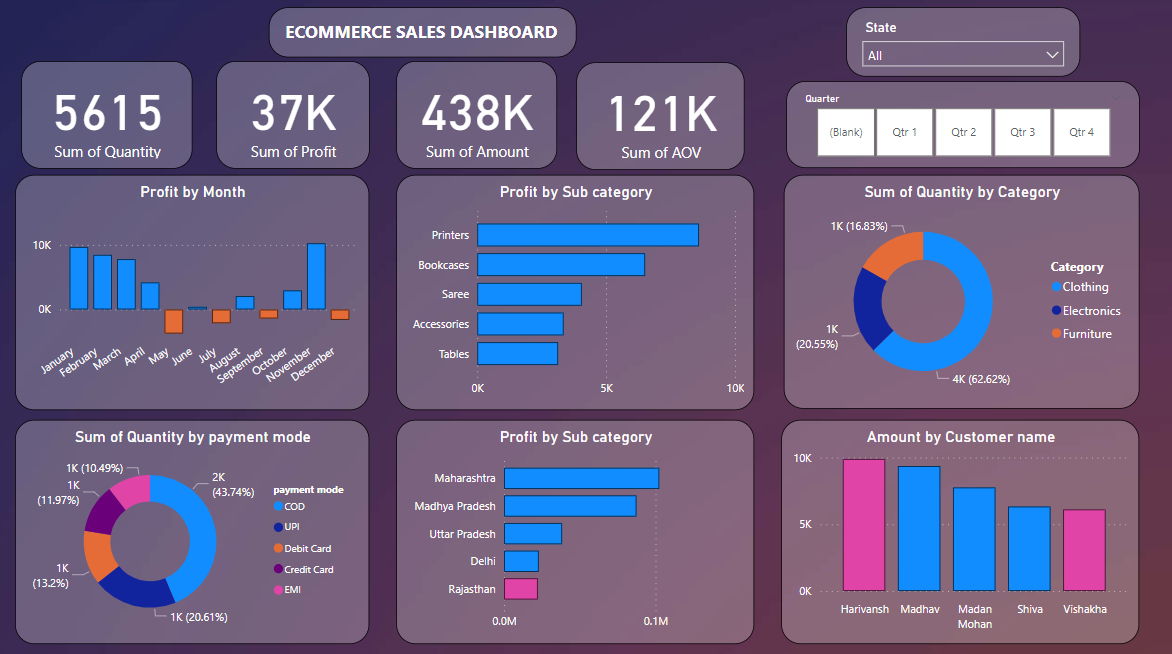 ECOMMERCE SALES DASHBOARD
State
All
5615
Sum of Quantity
37K
Sum of Profit
438K
Sum of Amount
121K
Sum of AOV
Quarter
(Blank)
Qtr 1
Qtr 2
Qtr 3
Qtr 4
Profit by Month
10K
0K
January
February
March
April
May
June
July
August
September
October
November
December
Profit by Sub category
Printers
Bookcases
Saree
Accessories
Tables
0K
5K
10K
Sum of Quantity by Category
1K (16.83%)
1K
(20.55%)
4K (62.62%)
Category
Clothing
Electronics
Furniture
Sum of Quantity by payment mode
1K (10.49%)
1K
(11.97%)
1K
(13.2%)
1K (20.61%)
2K
(43.74%)
payment mode
COD
UPI
Debit Card
Credit Card
EMI
Profit by Sub category
Maharashtra
Madhya Pradesh
Uttar Pradesh
Delhi
Rajasthan
0.0M
0.1M
Amount by Customer name
10K
5K
0K
Harivansh
Madhav
Madan
Mohan
Shiva
Vishakha